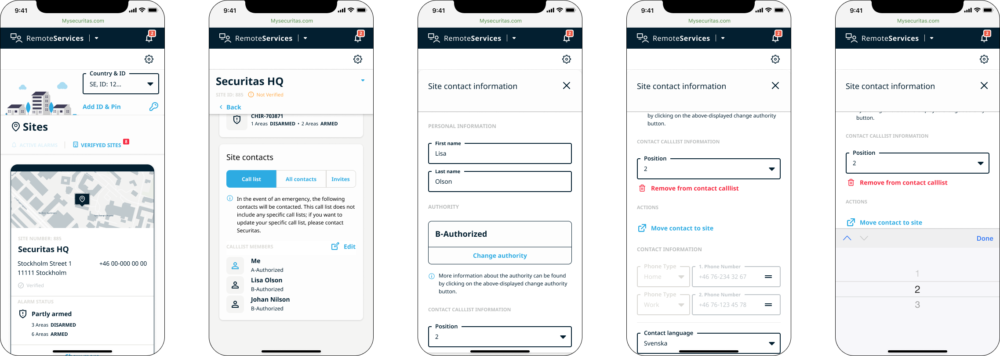 9:41
Mysecuritas.com
RemoteServices
2
Country & ID
SE, ID: 12...
Add ID & Pin
Sites
ACTIVE ALARMS
VERIFYED SITES
8
SITE NUMBER: 885
Securitas HQ
Stockholm Street 1
+46 00-000 00 00
11111 Stockholm
Verified
ALARM STATUS
Partly armed
3 Areas DISARMED
6 Areas ARMED
9:41
Mysecuritas.com
RemoteServices
2
Securitas HQ
SITE ID: 885
Not Verified
Back
CHIR-703871
1 Areas DISARMED • 2 Areas ARMED
Site contacts
Call list
All contacts
Invites
In the event of an emergency, the following
contacts will be contacted. This call list does not
include any specific call lists; if you want to
update your specific call list, please contact
Securitas.
CALLLIST MEMBERS
Edit
Me
A-Authorized
Lisa Olson
B-Authorized
Johan Nilson
B-Authorized
9:41
Mysecuritas.com
RemoteServices
2
Site contact information
PERSONAL INFORMATION
First name
Lisa
Last name
Olson
AUTHORITY
B-Authorized
Change authority
More information about the authority can be found
by clicking on the above-displayed change authority
button.
CONTACT CALLLIST INFORMATION
Position
2
9:41
Mysecuritas.com
RemoteServices
2
Site contact information
by clicking on the above-displayed change authority
button.
CONTACT CALLLIST INFORMATION
Position
2
Remove from contact calllist
ACTIONS
Move contact to site
CONTACT INFORMATION
Phone Type
Home
1. Phone Number
+46 76-234 32 67
Phone Type
Work
2. Phone Number
+46 76-123 45 78
Contact language
Svenska
9:41
Mysecuritas.com
RemoteServices
2
Site contact information
button.
CONTACT CALLLIST INFORMATION
Position
2
Remove from contact calllist
ACTIONS
Move contact to site
Done
1
2
3